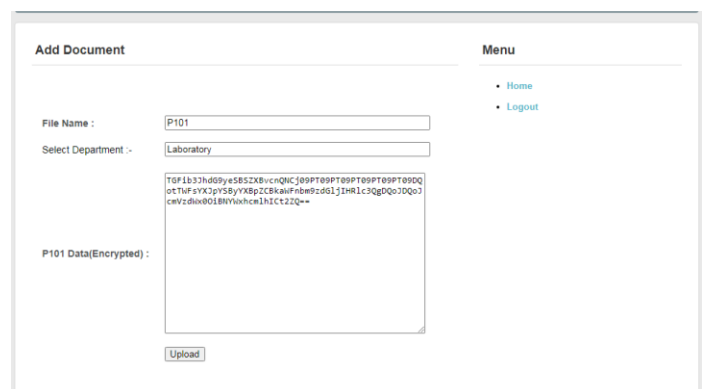 Add Document
Menu
Home
Logout
File Name :
P101
Select Department :-
Laboratory
TGFib3JhdG9yeSBSZXBvcnQNCj09PT09PT09PT09PT09PT09DQ
otTWFsYXJpYSByYXBpZCBkaWFnbm9zdGljIHRlc3QgDQoJDQoJ
cmVzdWx0OiBNYWxhcmlhICt2ZQ==
P101 Data(Encrypted) :
Upload